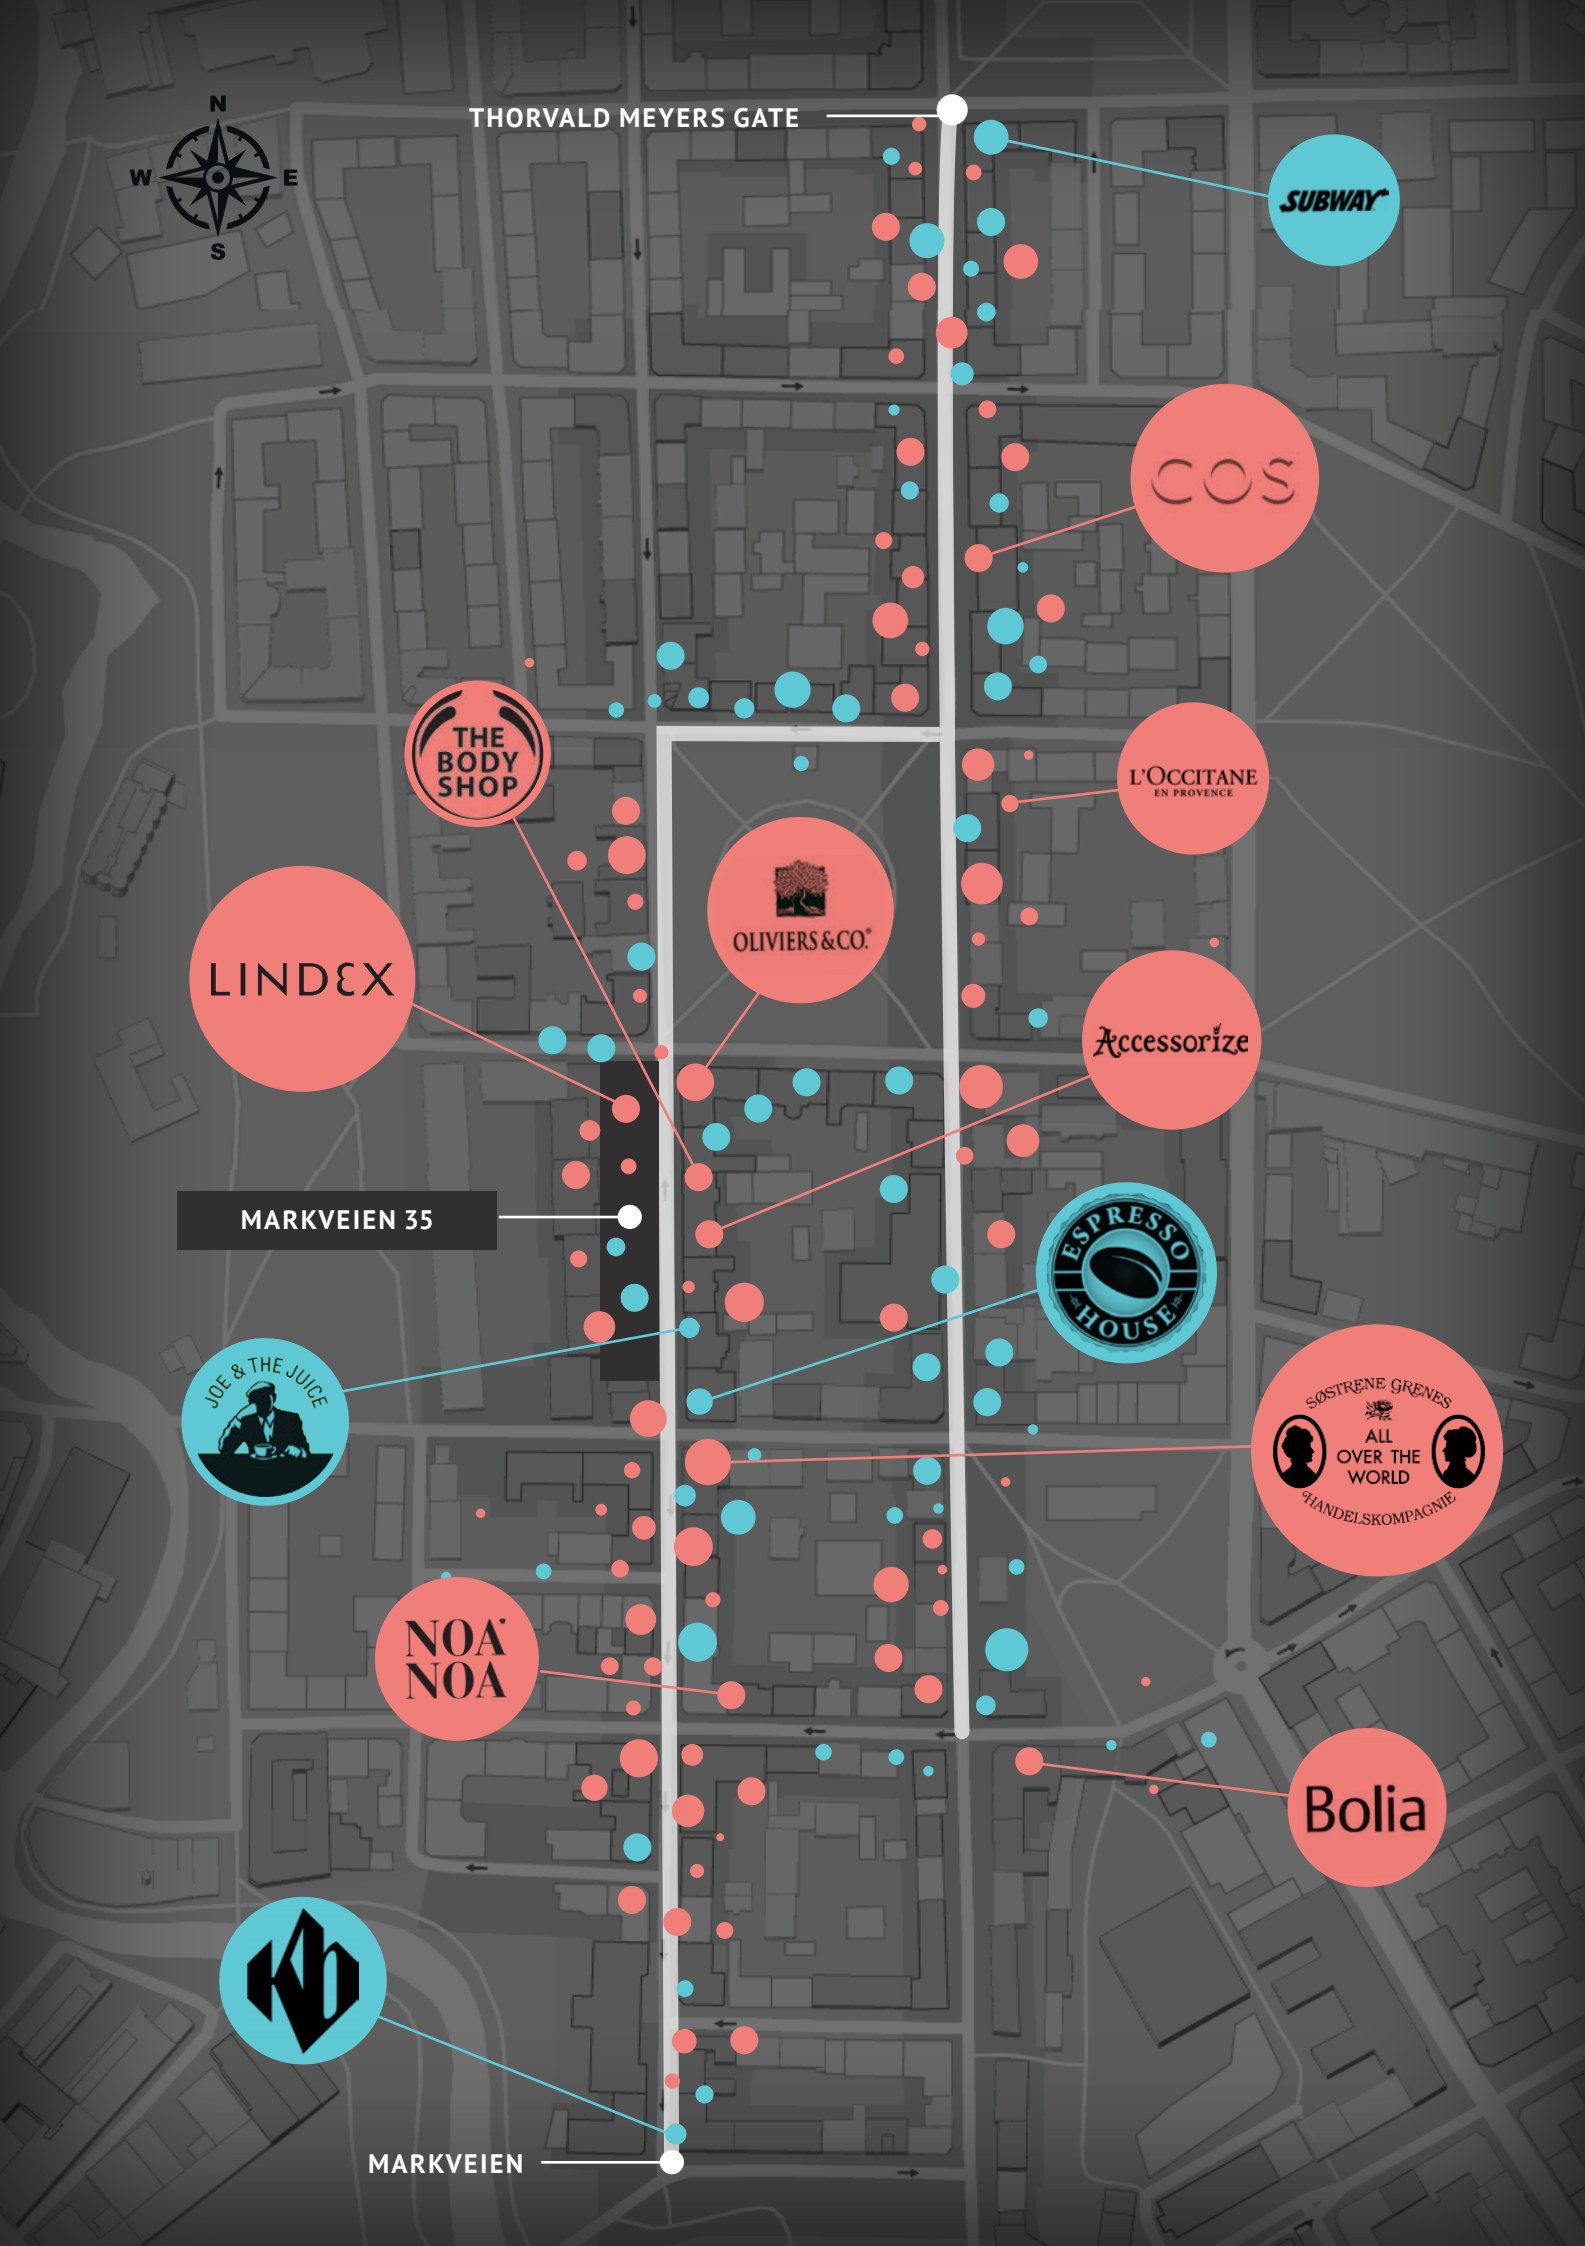 N
THORVALD MEYERS GATE
W E
S
SUBWAY
COS
THE
BODY
SHOP
L'OCCITANE
EN PROVENCE
OLIVIERS&CO.®
LINDEX
Accessorize
MARKVEIEN 35
ESPRESSO
HOUSE
JOE & THE JUICE
SØSTRENE GRENES
ALL
OVER THE
WORLD
HANDELSKOMPAGNIE
NOA
NOA
Bolia
Kh
MARKVEIEN